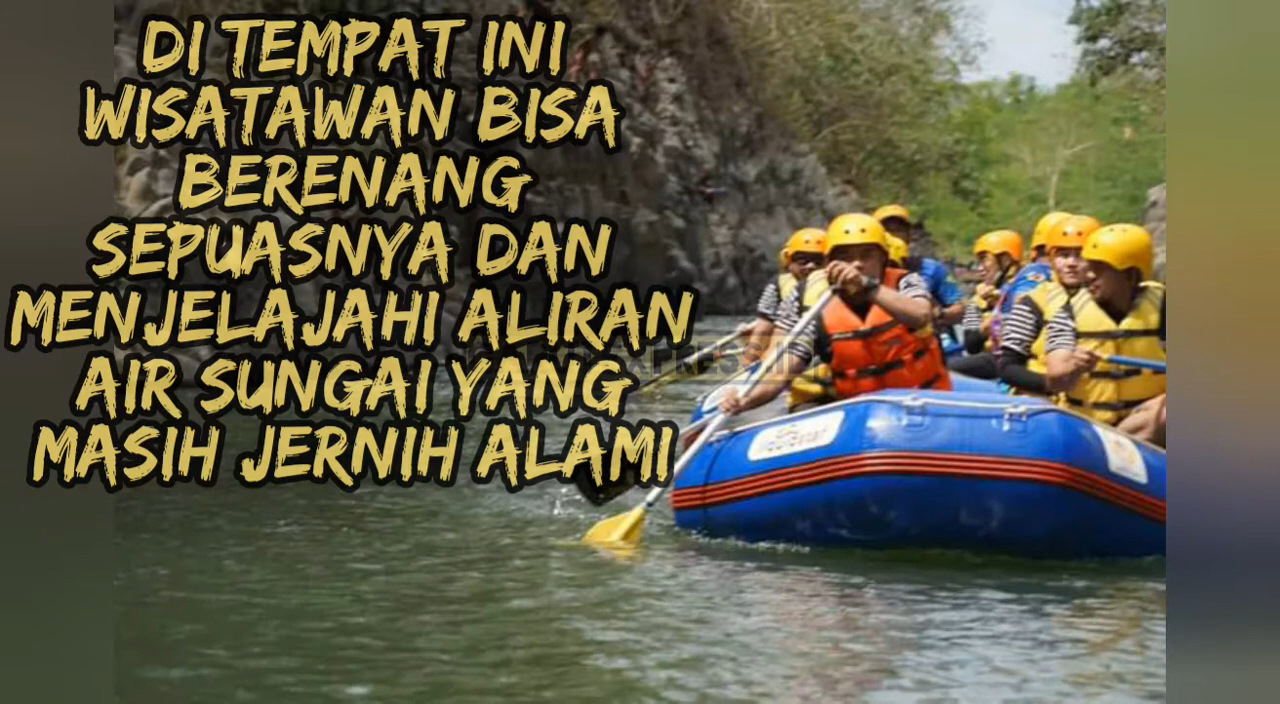 DI TEMPAT INI
WISATAWAN BISA
BERENANG
SEPUASNYA DAN
MENJELAJAHI ALIRAN
AIR SUNGAI YANG
MASIH JERNIH ALAMI